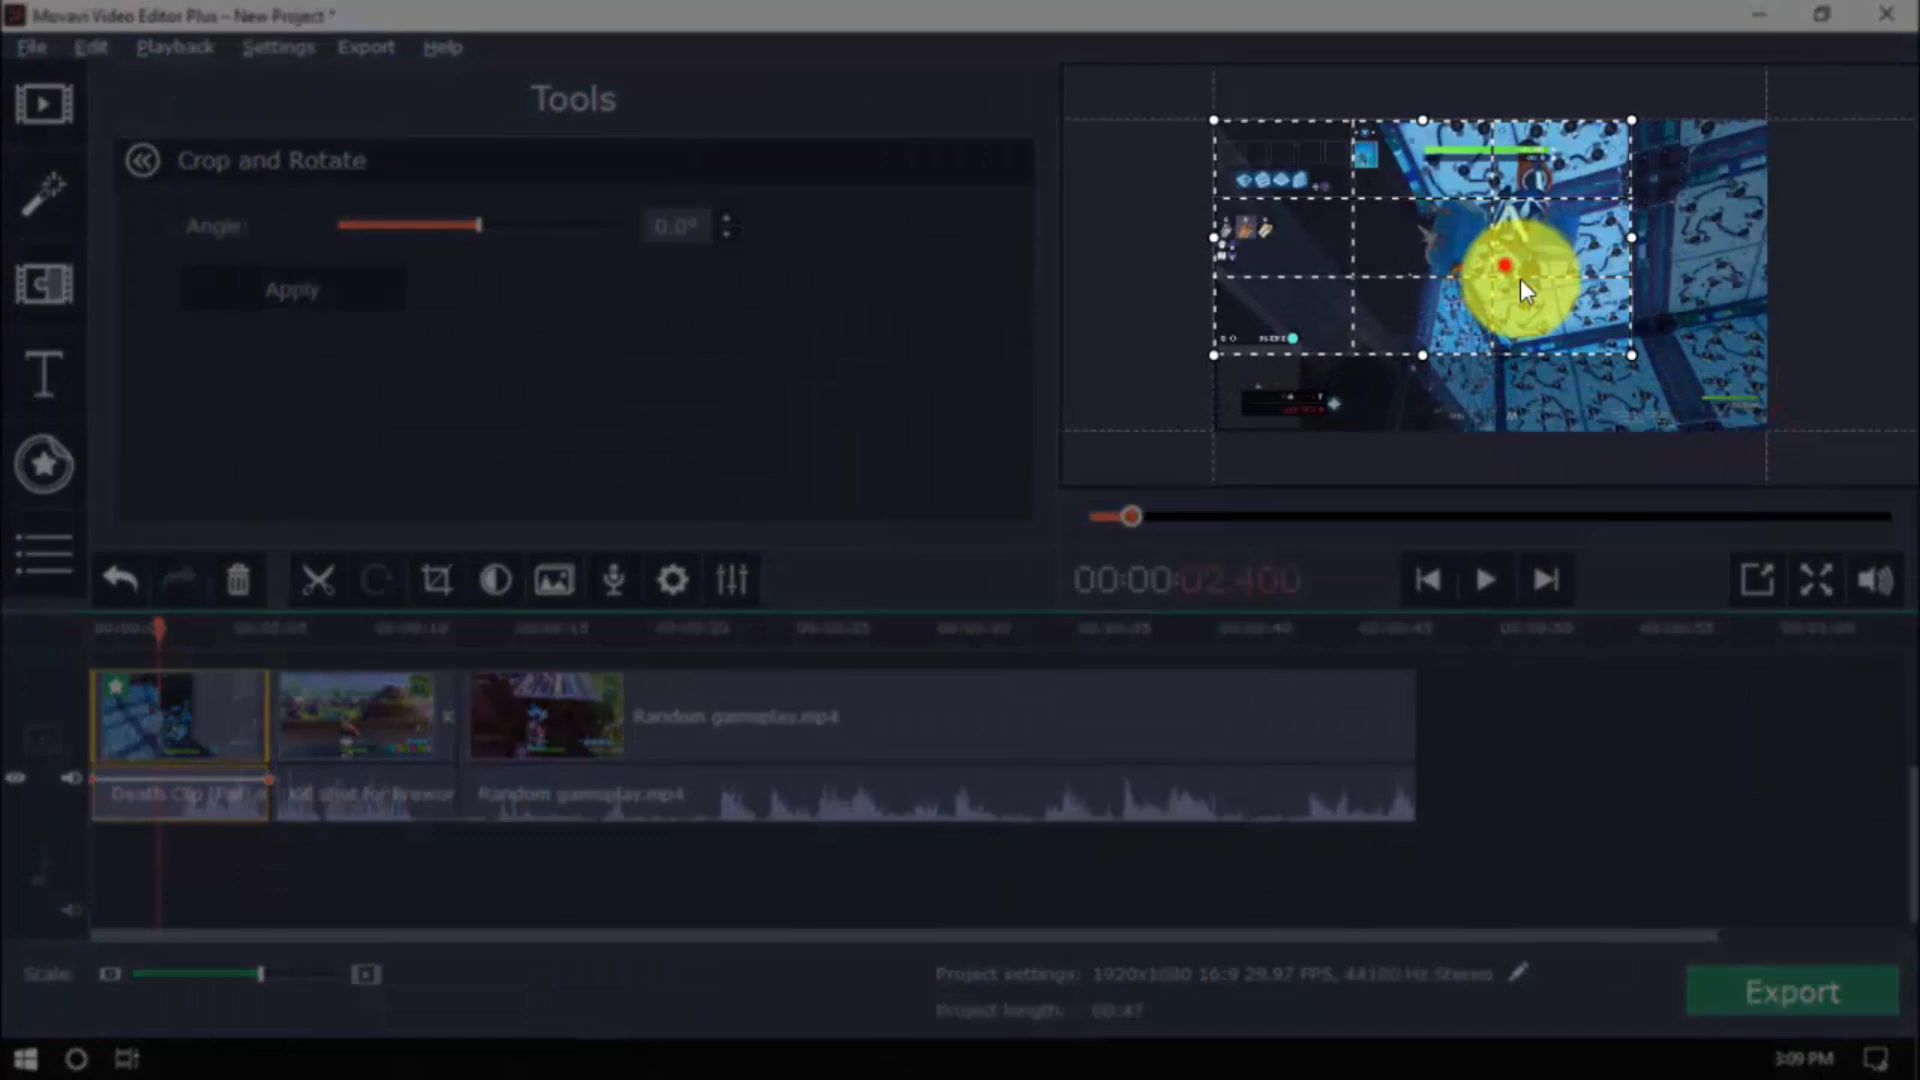 Movavi Video Editor Plus – New Project *
File Edit Playback Settings Export Help
Tools
Crop and Rotate
Angle: 0.0°
Apply
00:00:02.400
Random gameplay.mp4
Random gameplay.mp4
Scale:
Project settings: 1920x1080 16:9 29.97 FPS, 44100 Hz Stereo
Project length: 00:47
Export
3:09 PM